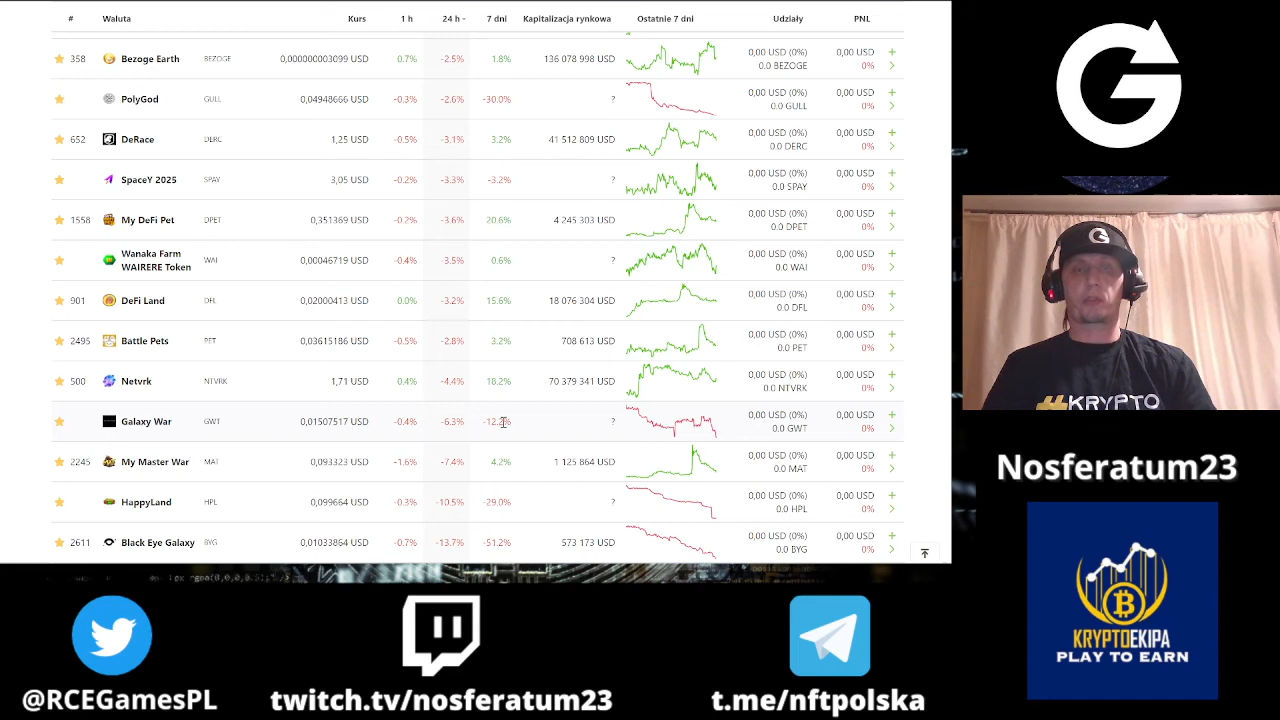 # Waluta Kurs 1 h 24 h 7 dni Kapitalizacja rynkowa Ostatnie 7 dni Udziały PNL
358 Bezoge Earth BEZOGE 0,000000003099 USD 0.7% -2.5% 1.8% 136 078 998 USD 0,00 USD (0%) 0,00 USD +
0.0 BEZOGE 0% >
PolyGod GULL 0,04948666 USD -0.3% -2.6% -30.0% ? 0,00 USD (0%) 0,00 USD +
0.0 GULL 0% >
652 DeRace DERC 1,25 USD -0.5% -3.1% 3.2% 41 512 809 USD 0,00 USD (0%) 0,00 USD +
0.0 DERC 0% >
SpaceY 2025 SPAY 3,05 USD -0.2% -3.3% -3.2% ? 0,00 USD (0%) 0,00 USD +
0.0 SPAY 0% >
1558 My DeFi Pet DPET 0,351369 USD -0.2% -3.6% 20.6% 4 245 303 USD 0,00 USD (0%) 0,00 USD +
0.0 DPET 0% >
Wanaka Farm
WAIRERE Token WAI 0,00046719 USD -0.4% -3.5% 0.6% ? 0,00 USD (0%) 0,00 USD +
0.0 WAI 0% >
901 DeFi Land DFL 0,02000413 USD 0.0% -3.2% 15.6% 18 076 304 USD 0,00 USD (0%) 0,00 USD +
0.0 DFL 0% >
2495 Battle Pets PET 0,03615186 USD -0.5% -2.8% 3.2% 708 613 USD 0,00 USD (0%) 0,00 USD +
0.0 PET 0% >
500 Netvrk NTVRK 1,71 USD 0.4% -4.4% 18.2% 70 379 341 USD 0,00 USD (0%) 0,00 USD +
0.0 NTVRK 0% >
Galaxy War GWT 0,01507517 USD -0.4% -6.3% ? 0,00 USD (0%) 0,00 USD +
0.0 GWT 0% >
2245 My Master War MAT 0,093323 USD -1.6% -7.4% 4.2% 1 125 864 USD 0,00 USD (0%) 0,00 USD +
0.0 MAT 0% >
HappyLand HPL 0,099664 USD -0.3% -10.5% -29.0% ? 0,00 USD (0%) 0,00 USD +
0.0 HPL 0% >
2611 Black Eye Galaxy BYG 0,01033864 USD -0.7% -13.7% -51.2% 573 173 USD 0,00 USD (0%) 0,00 USD +
0.0 BYG 0% >
#KRYPTO
Nosferatum23
KRYPTOEKIPA
PLAY TO EARN
@RCEGamesPL
twitch.tv/nosferatum23
t.me/nftpolska